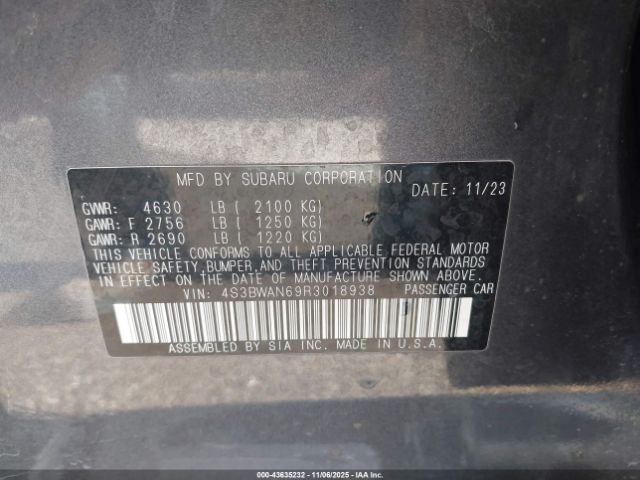 MFD BY SUBARU CORPORATION
DATE: 11/23
GVWR: 4630 LB ( 2100 KG)
GAWR: F 2756 LB ( 1250 KG)
GAWR: R 2690 LB ( 1220 KG)
THIS VEHICLE CONFORMS TO ALL APPLICABLE FEDERAL MOTOR
VEHICLE SAFETY, BUMPER, AND THEFT PREVENTION STANDARDS
IN EFFECT ON THE DATE OF MANUFACTURE SHOWN ABOVE.
VIN: 4S3BWAN69R3018938 PASSENGER CAR
ASSEMBLED BY SIA INC. MADE IN U.S.A.
000-43635232 - 11/06/2025 - IAA Inc.